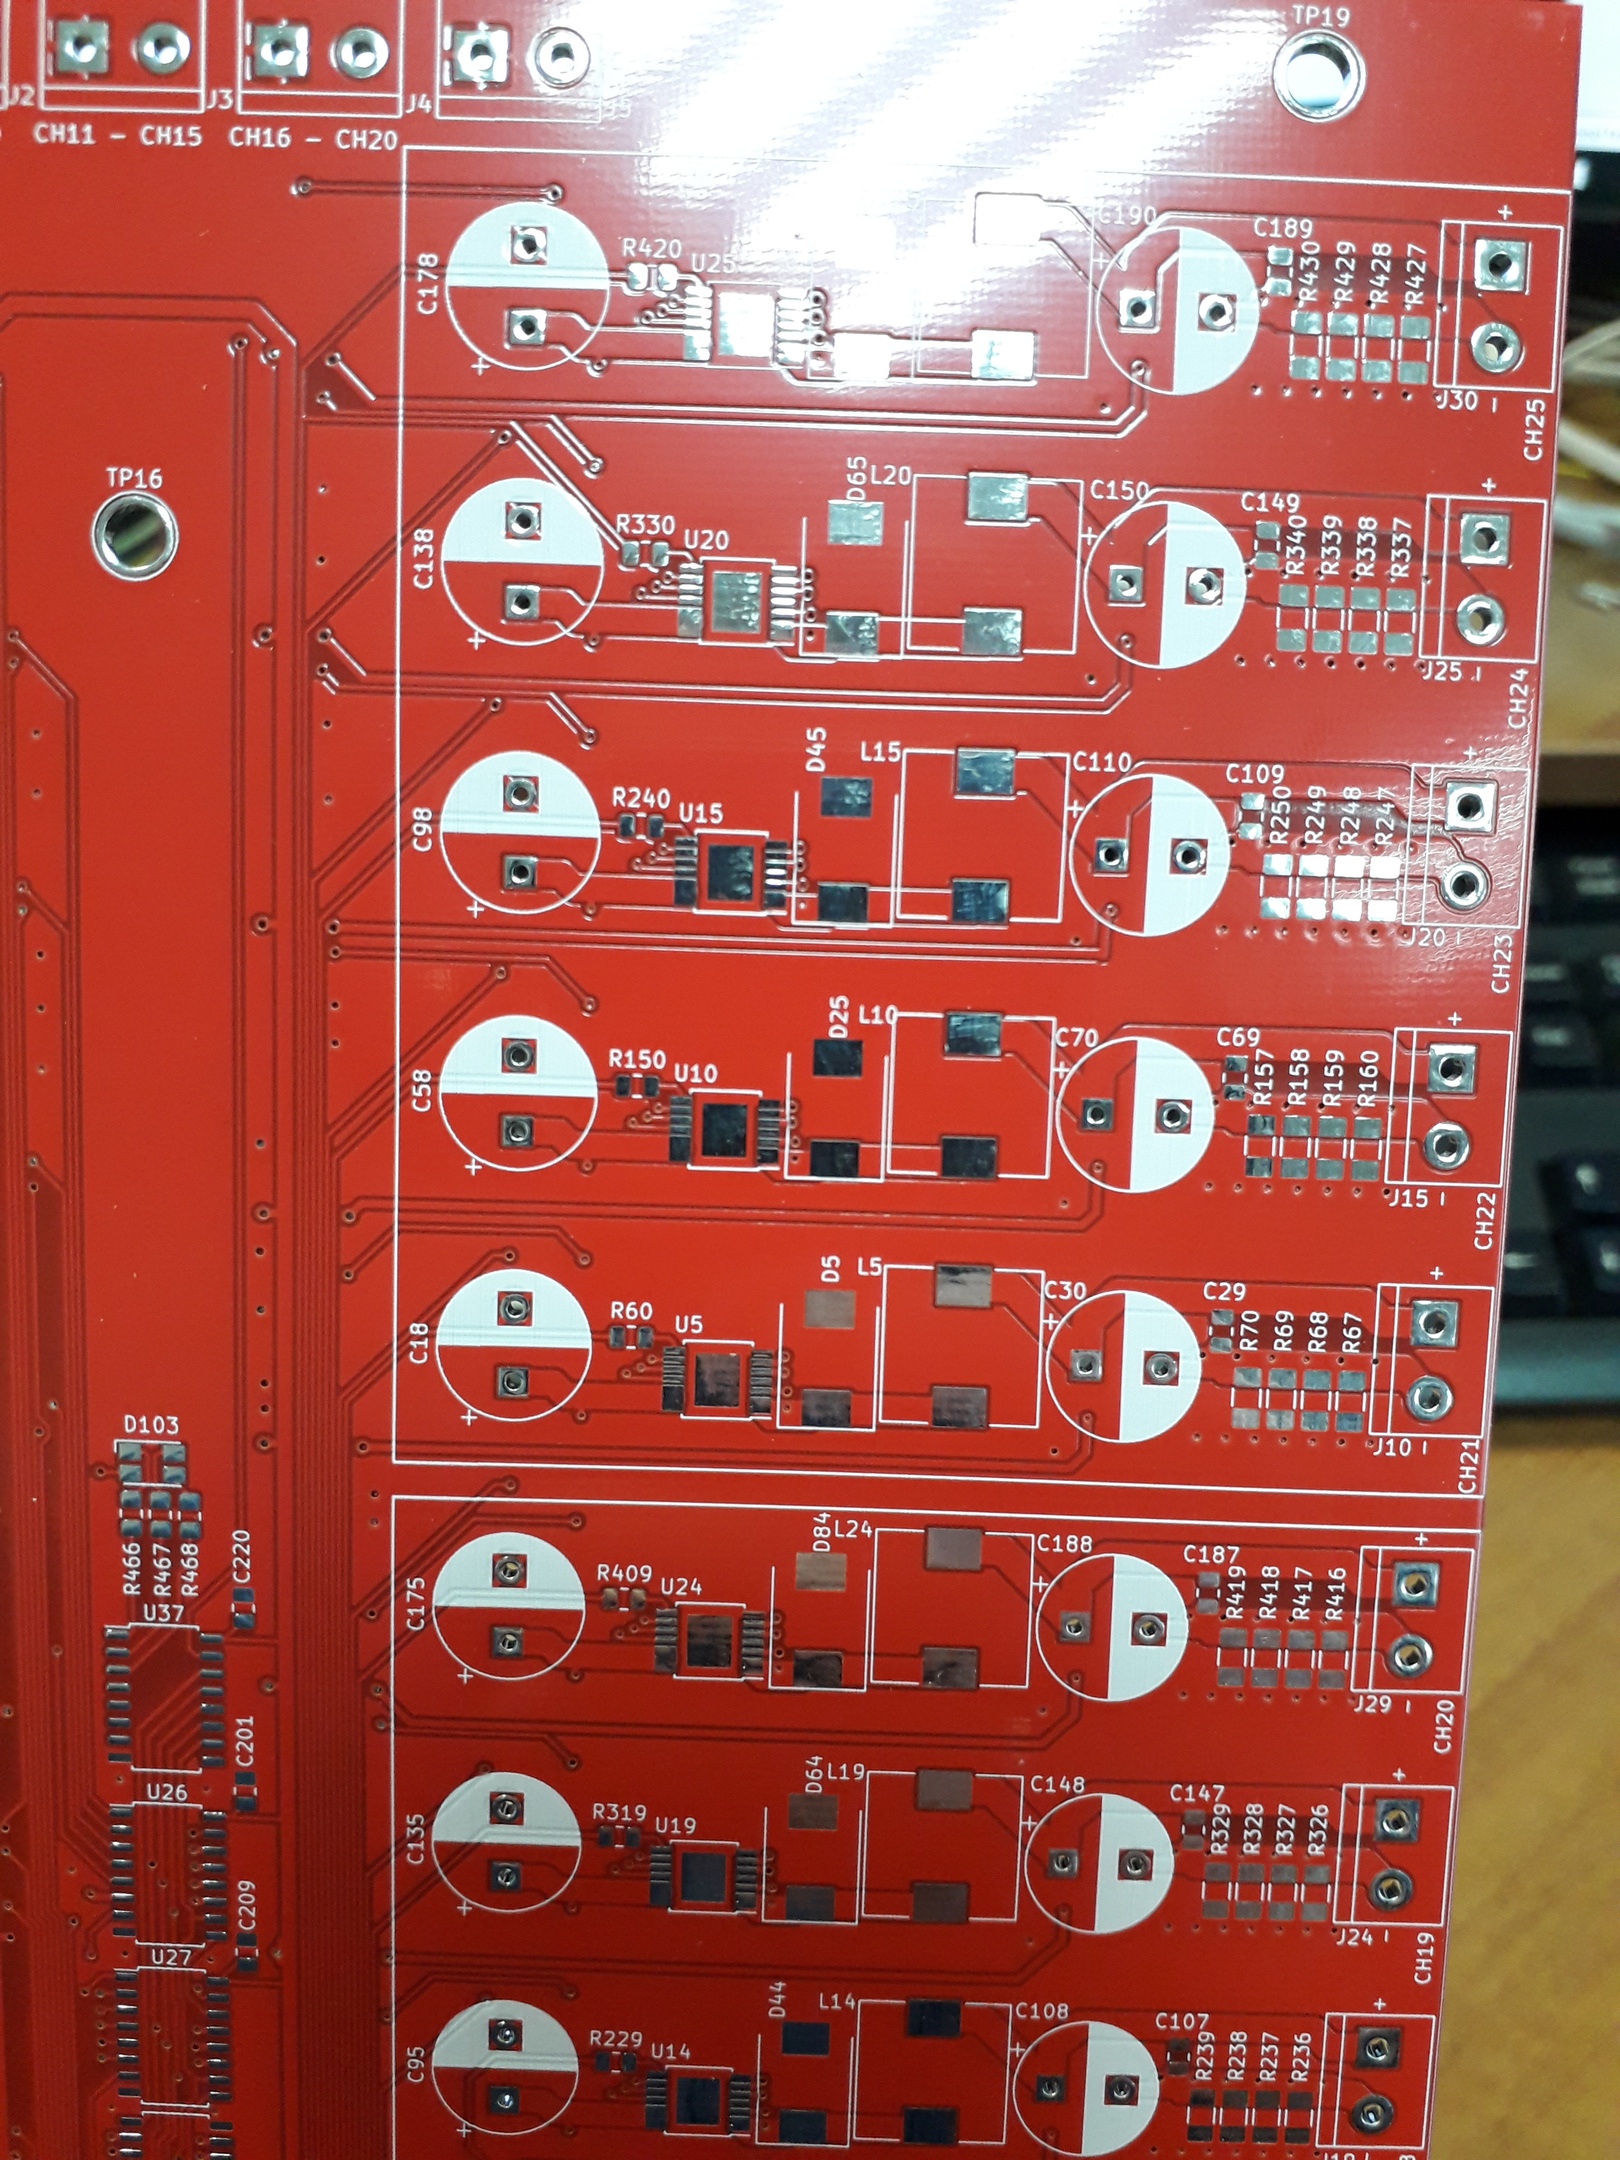 TP19
J2
J3
J4
CH11 - CH15
CH16 - CH20
C178
+
R420
U25
C190
+
C189
R430
R429
R428
R427
+
J30 -
CH25
TP16
C138
+
R330
U20
D65
L20
C150
+
C149
R340
R339
R338
R337
+
J25 -
CH24
C98
+
R240
U15
D45
L15
C110
+
C109
R250
R249
R248
R247
+
J20 -
CH23
C58
+
R150
U10
D25
L10
C70
+
C69
R157
R158
R159
R160
+
J15 -
CH22
C18
+
R60
U5
D5
L5
C30
+
C29
R70
R69
R68
R67
+
J10 -
CH21
D103
R466
R467
R468
C220
U37
C201
U26
C209
U27
C175
+
R409
U24
D84
L24
C188
+
C187
R419
R418
R417
R416
+
J29 -
CH20
C135
+
R319
U19
D64
L19
C148
+
C147
R329
R328
R327
R326
+
J24 -
CH19
C95
+
R229
U14
D44
L14
C108
+
C107
R239
R238
R237
R236
+